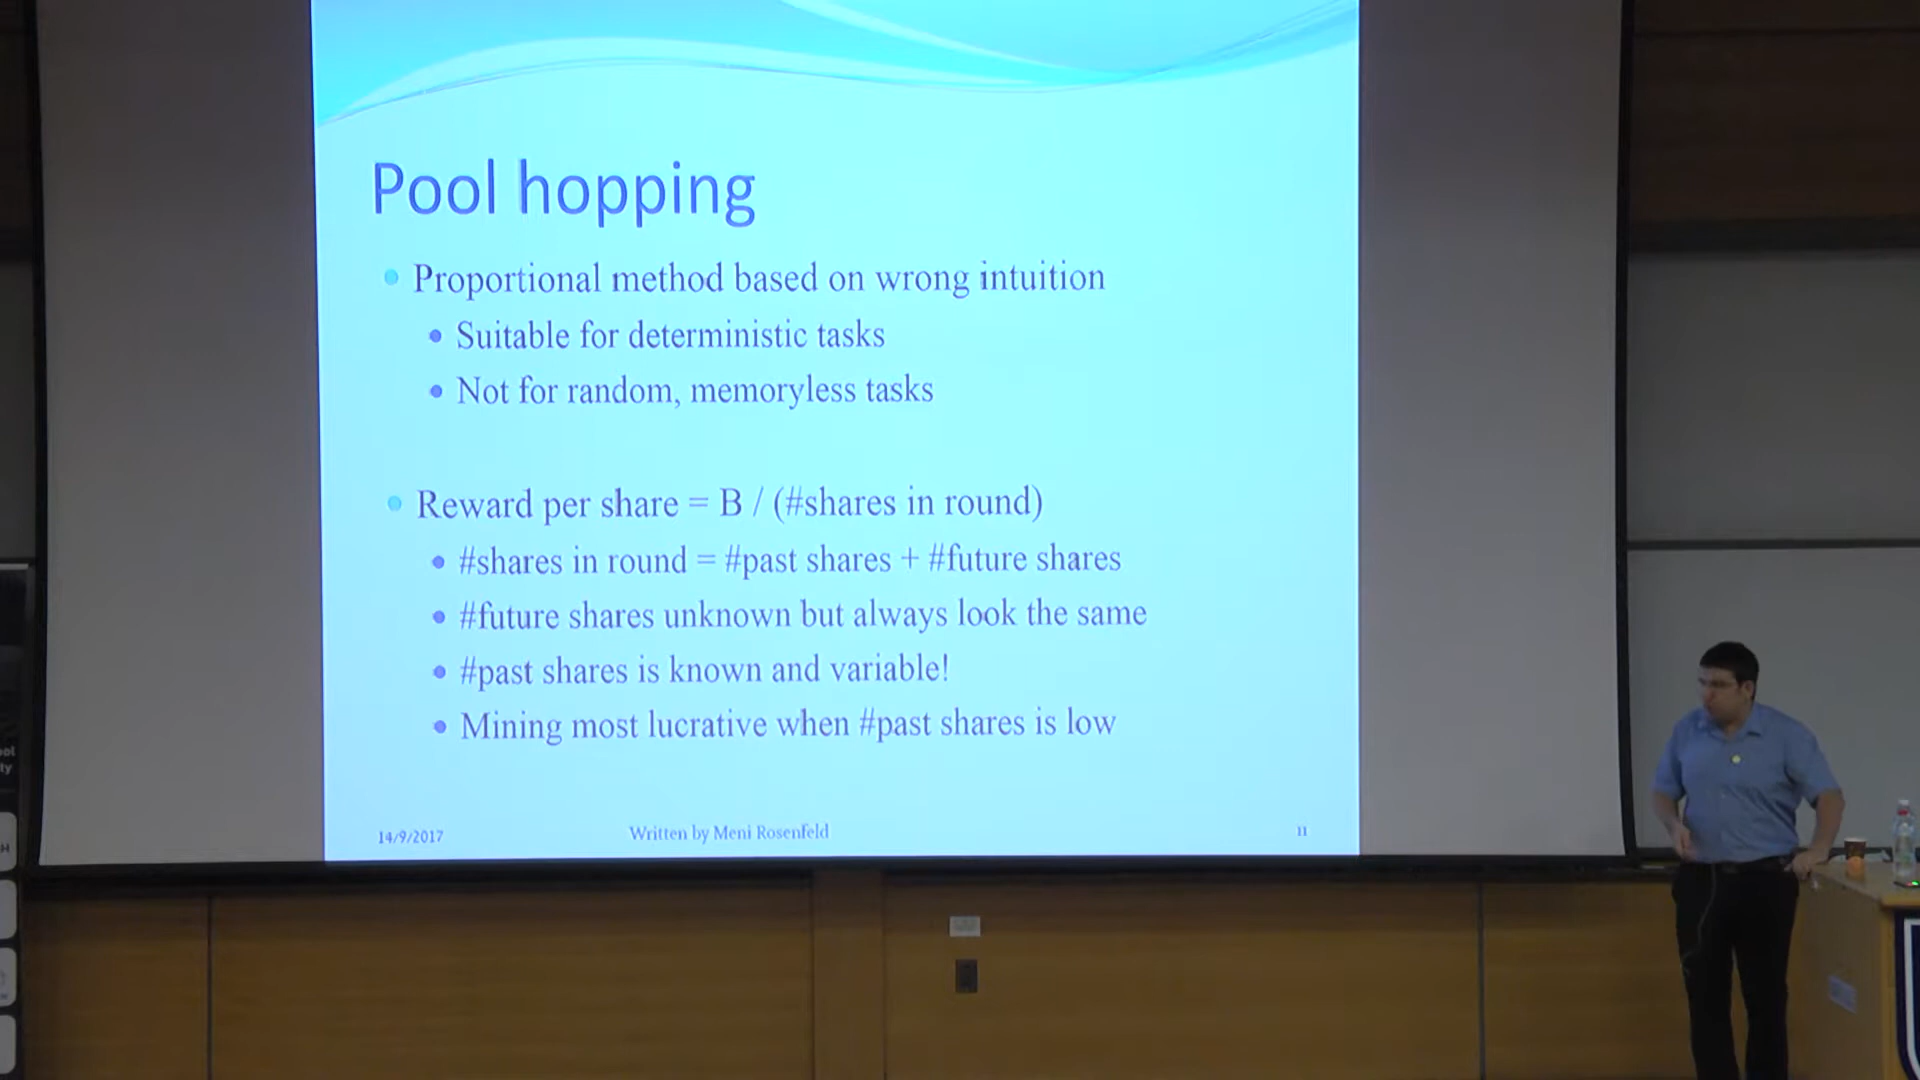 Pool hopping
Proportional method based on wrong intuition
Suitable for deterministic tasks
Not for random, memoryless tasks
Reward per share = B / (#shares in round)
#shares in round = #past shares + #future shares
#future shares unknown but always look the same
#past shares is known and variable!
Mining most lucrative when #past shares is low
14/9/2017
Written by Meni Rosenfeld
11